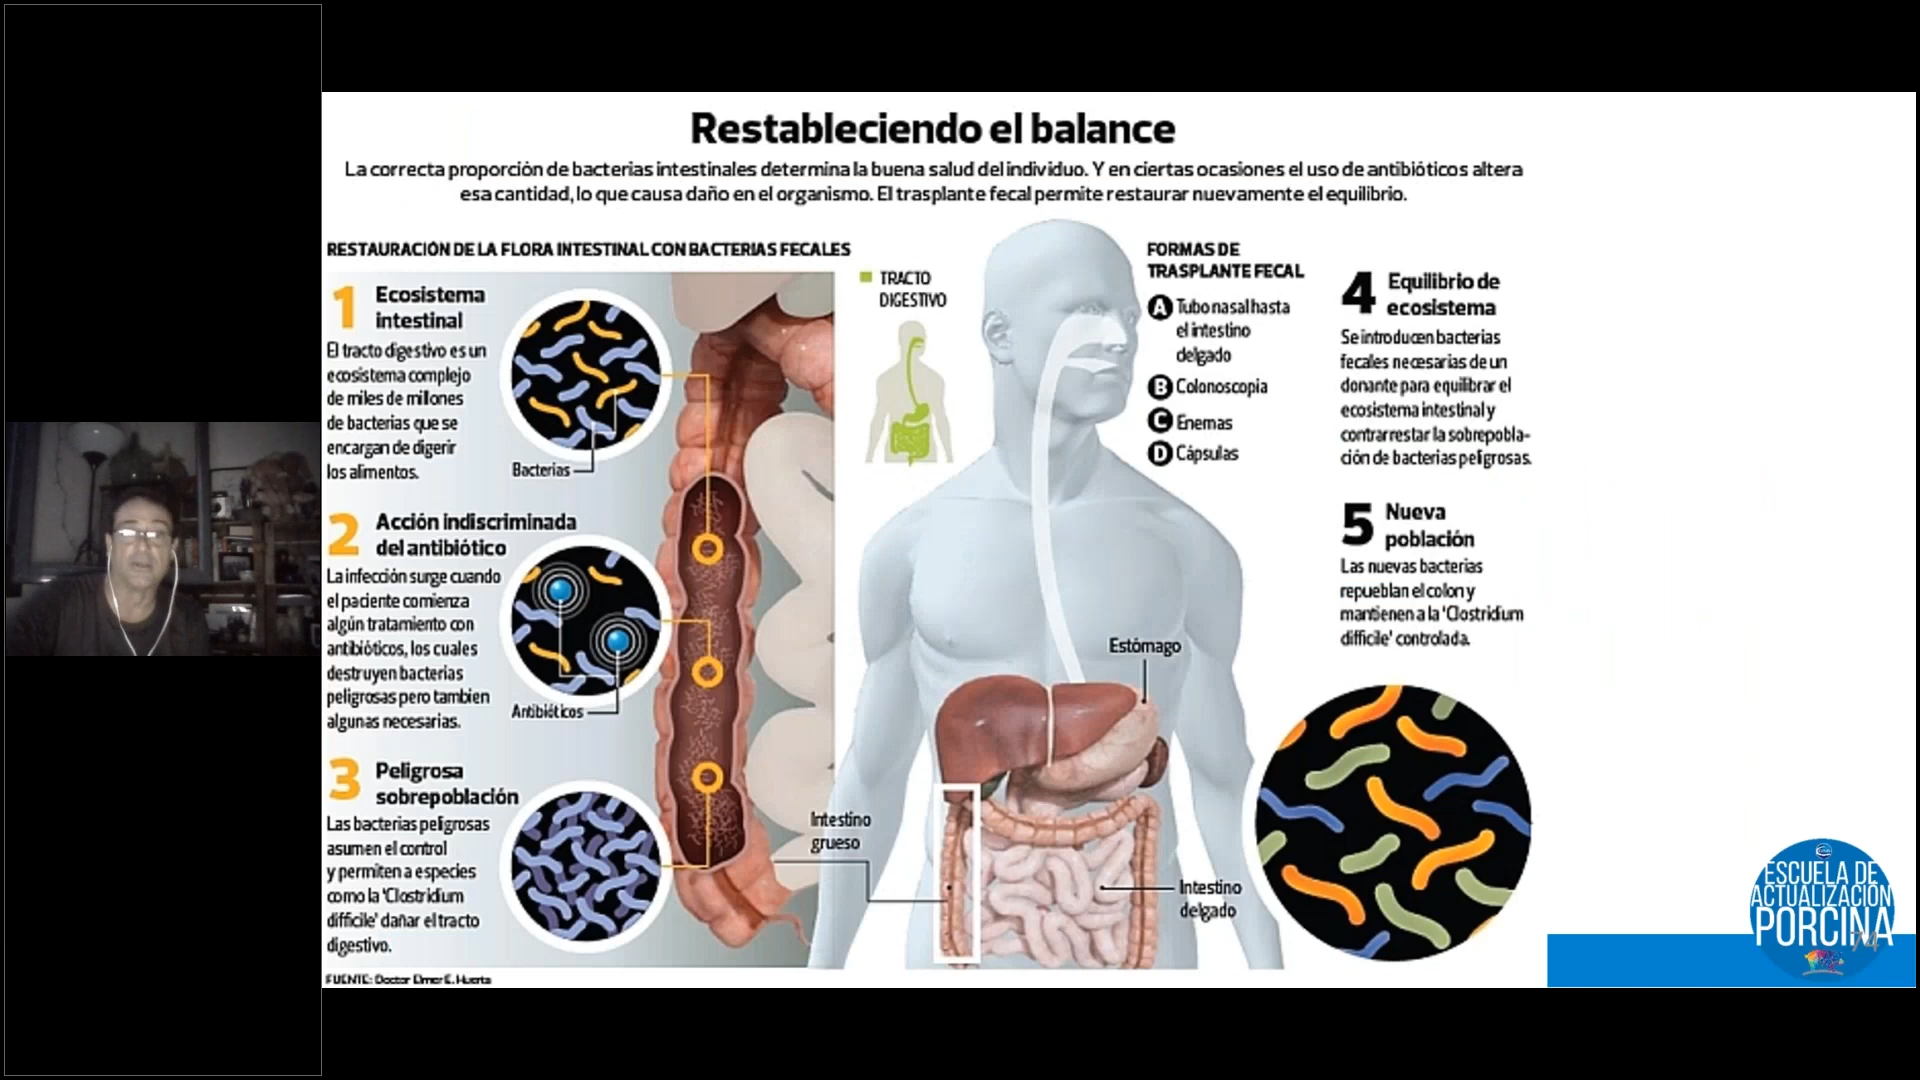 Restableciendo el balance
La correcta proporción de bacterias intestinales determina la buena salud del individuo. Y en ciertas ocasiones el uso de antibióticos altera
esa cantidad, lo que causa daño en el organismo. El trasplante fecal permite restaurar nuevamente el equilibrio.
RESTAURACIÓN DE LA FLORA INTESTINAL CON BACTERIAS FECALES
1 Ecosistema
intestinal
El tracto digestivo es un
ecosistema complejo
de miles de millones
de bacterias que se
encargan de digerir
los alimentos.
Bacterias
2 Acción indiscriminada
del antibiótico
La infección surge cuando
el paciente comienza
algún tratamiento con
antibióticos, los cuales
destruyen bacterias
peligrosas pero tambien
algunas necesarias.
Antibióticos
3 Peligrosa
sobrepoblación
Las bacterias peligrosas
asumen el control
y permiten a especies
como la 'Clostridium
difficile' dañar el tracto
digestivo.
FUENTE: Doctor Elmer E. Huerta
TRACTO
DIGESTIVO
FORMAS DE
TRASPLANTE FECAL
A Tubo nasal hasta
el intestino
delgado
B Colonoscopia
C Enemas
D Cápsulas
Estómago
Intestino
grueso
Intestino
delgado
4 Equilibrio de
ecosistema
Se introducen bacterias
fecales necesarias de un
donante para equilibrar el
ecosistema intestinal y
contrarrestar la sobrepobla-
ción de bacterias peligrosas.
5 Nueva
población
Las nuevas bacterias
repueblan el colon y
mantienen a la 'Clostridium
difficile' controlada.
ESCUELA DE
ACTUALIZACIÓN
PORCINA
74